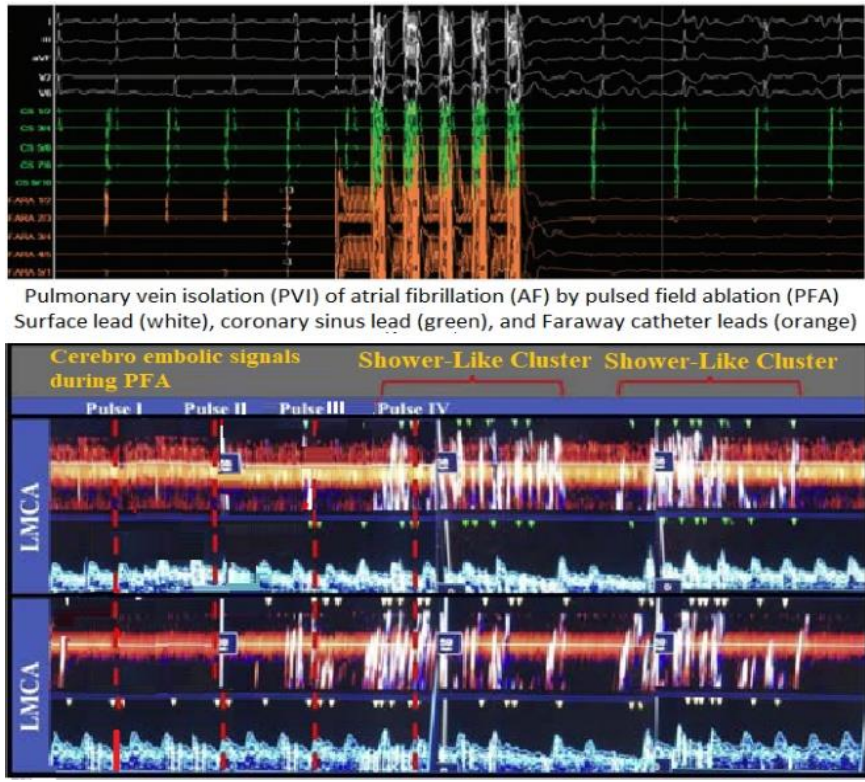 I
III
aVF
V2
V6
CS 1/2
CS 3/4
CS 5/6
CS 7/8
CS 9/10
FARA 1/2
FARA 2/3
FARA 3/4
FARA 4/5
FARA 5/1
Pulmonary vein isolation (PVI) of atrial fibrillation (AF) by pulsed field ablation (PFA)
Surface lead (white), coronary sinus lead (green), and Faraway catheter leads (orange)
Cerebro embolic signals
during PFA
Shower-Like Cluster
Shower-Like Cluster
Pulse I
Pulse II
Pulse III
Pulse IV
LMCA
LMCA